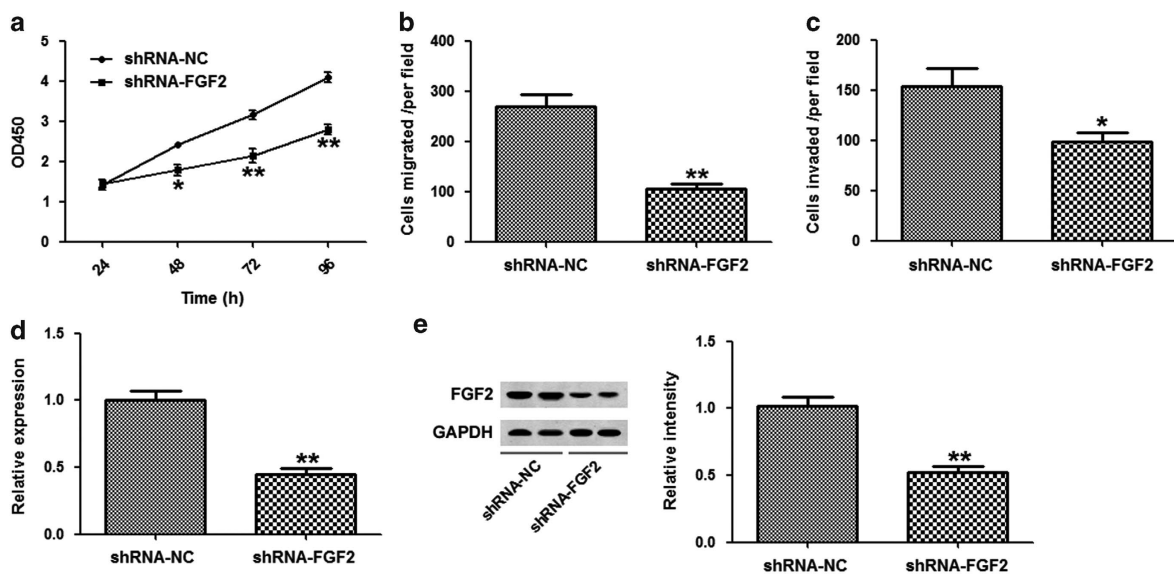 a
shRNA-NC
shRNA-FGF2
OD450
5
4
3
2
1
0
*
**
**
24
48
72
96
Time (h)
b
Cells migrated /per field
400
300
200
100
0
**
shRNA-NC
shRNA-FGF2
c
Cells invaded /per field
200
150
100
50
0
*
shRNA-NC
shRNA-FGF2
d
Relative expression
1.5
1.0
0.5
0.0
**
shRNA-NC
shRNA-FGF2
e
FGF2
GAPDH
shRNA-NC
shRNA-FGF2
Relative intensity
1.5
1.0
0.5
0.0
**
shRNA-NC
shRNA-FGF2